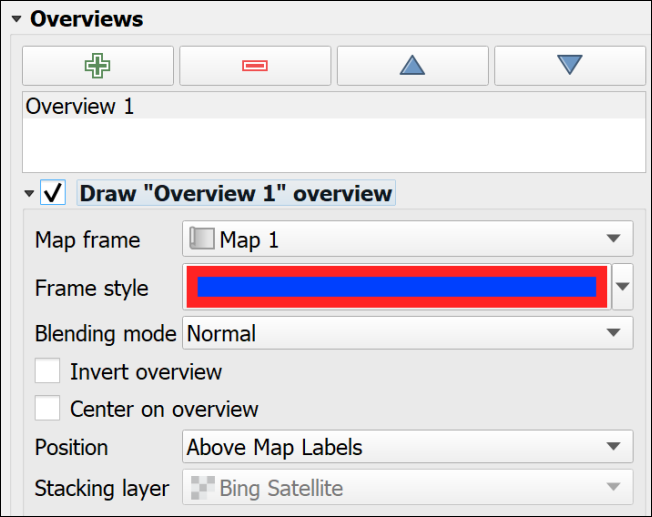 Overviews
Overview 1
Draw "Overview 1" overview
Map frame Map 1
Frame style
Blending mode Normal
Invert overview
Center on overview
Position Above Map Labels
Stacking layer Bing Satellite